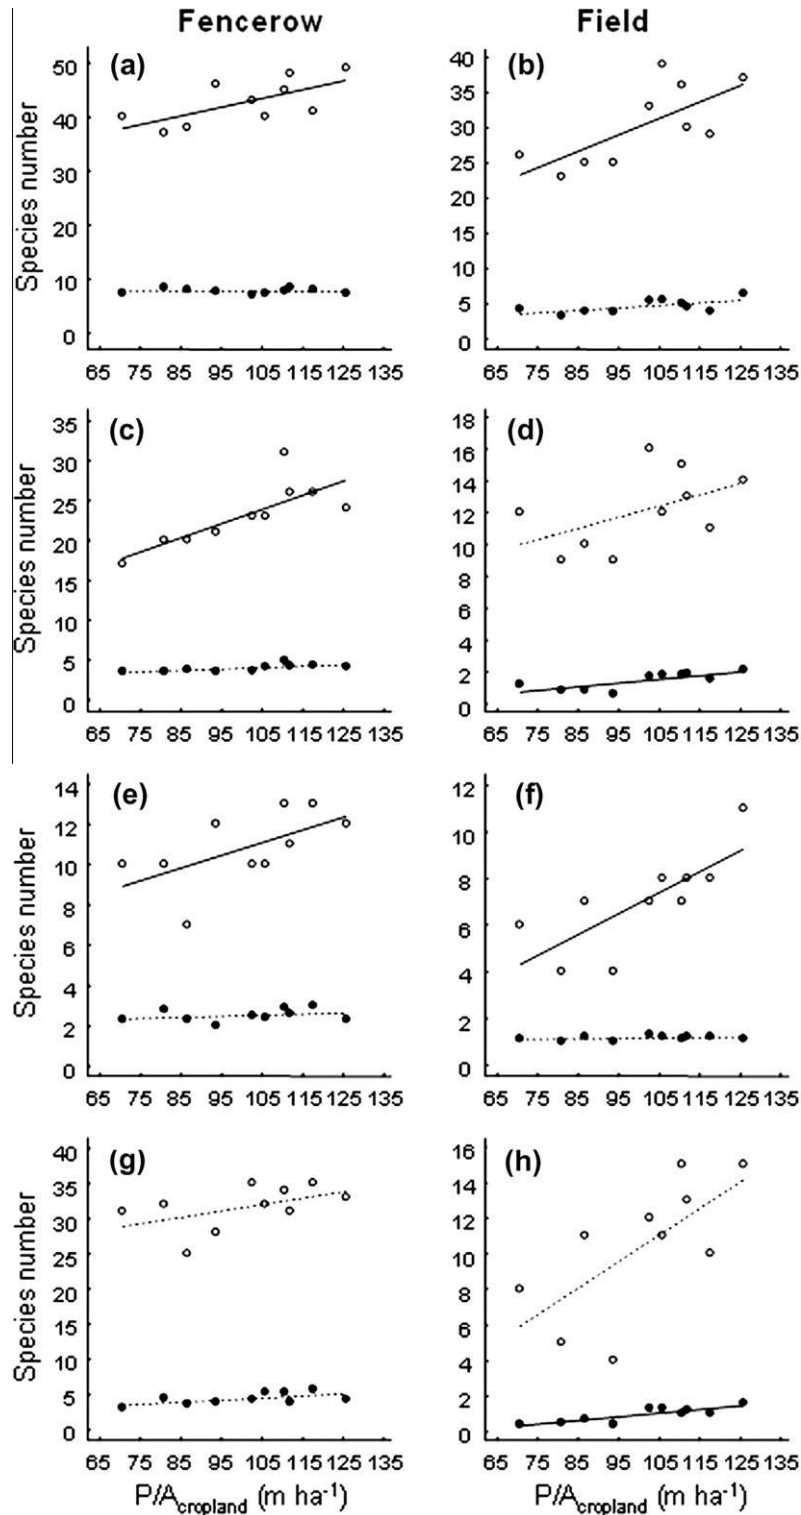 Fencerow Field
(a) (b)
Species number
50 40 30 20 10 0
40 35 30 25 20 15 10 5 0
65 75 85 95 105 115 125 135
65 75 85 95 105 115 125 135
(c) (d)
Species number
35 30 25 20 15 10 5 0
18 16 14 12 10 8 6 4 2 0
65 75 85 95 105 115 125 135
65 75 85 95 105 115 125 135
(e) (f)
Species number
14 12 10 8 6 4 2 0
12 10 8 6 4 2 0
65 75 85 95 105 115 125 135
65 75 85 95 105 115 125 135
(g) (h)
Species number
40 35 30 25 20 15 10 5 0
16 14 12 10 8 6 4 2 0
65 75 85 95 105 115 125 135
65 75 85 95 105 115 125 135
P/Acropland (m ha-1)
P/Acropland (m ha-1)